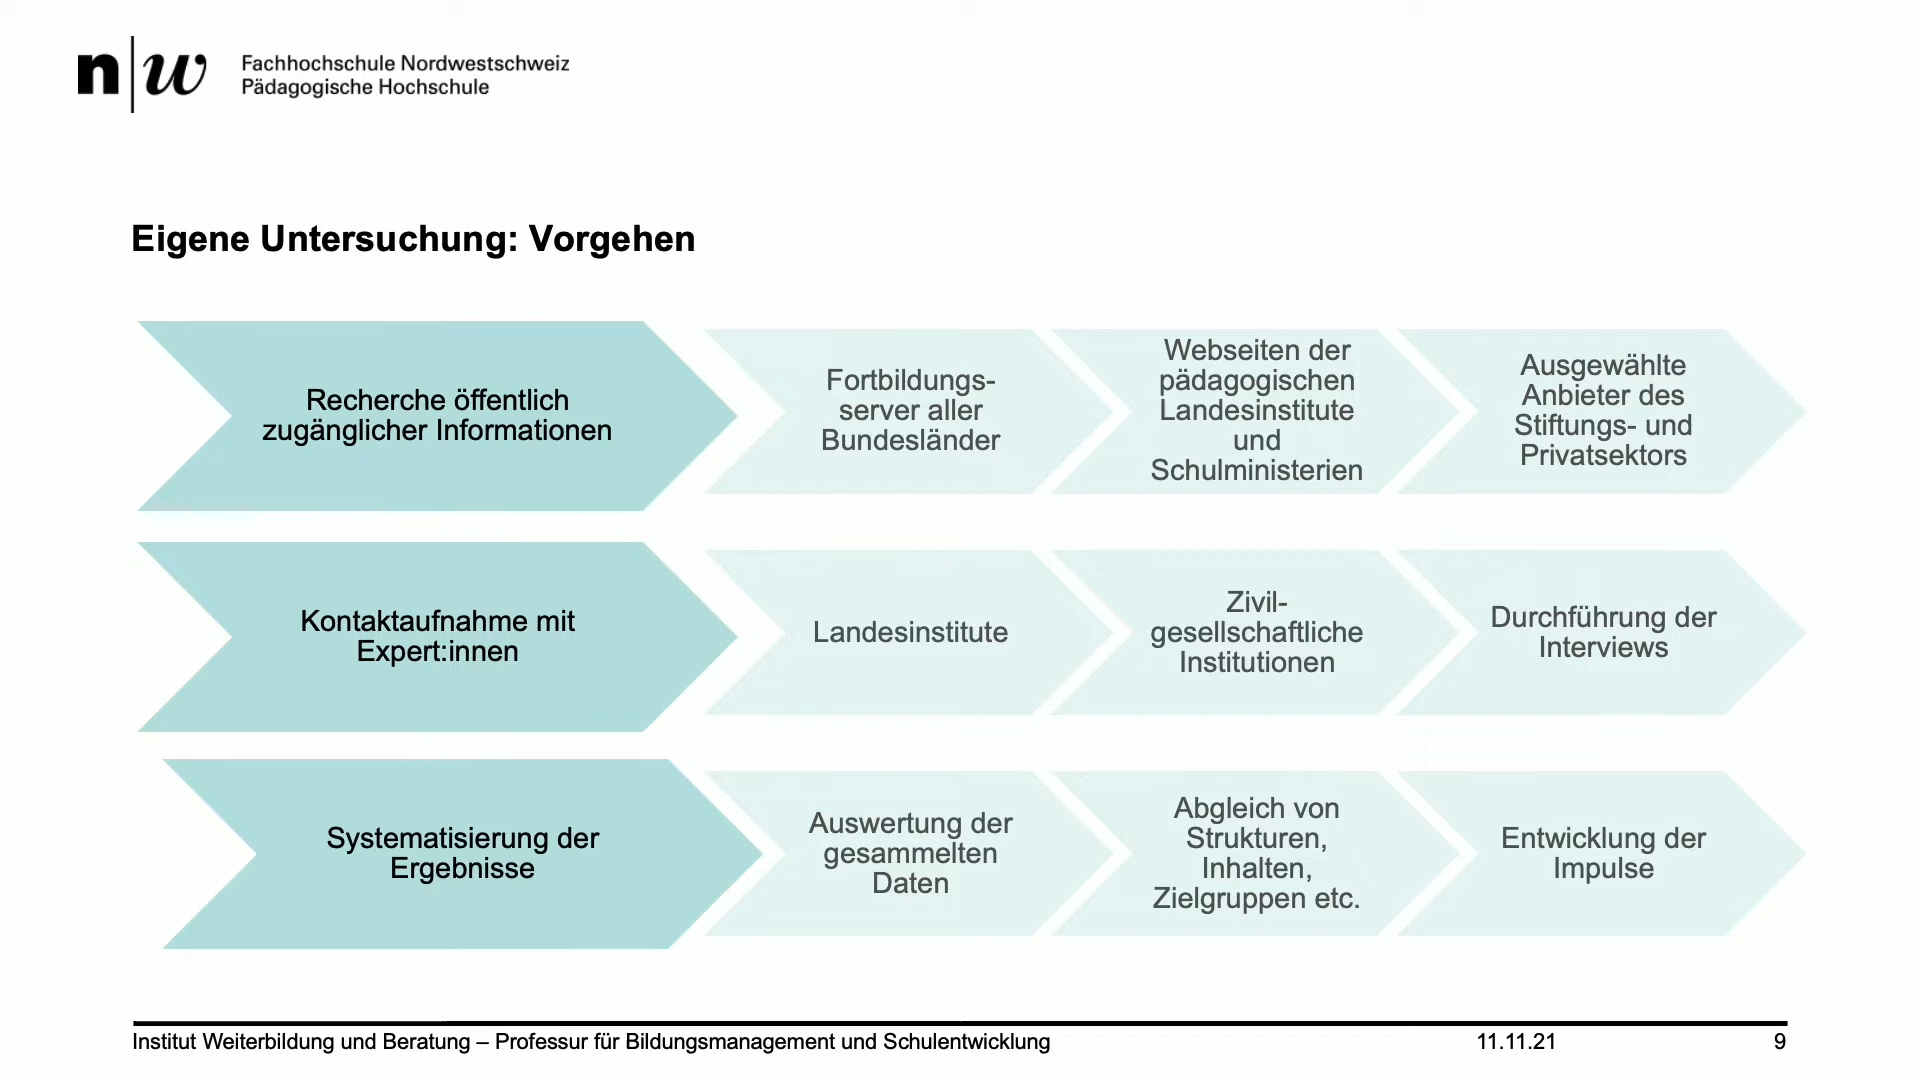 n|w
Fachhochschule Nordwestschweiz
Pädagogische Hochschule
Eigene Untersuchung: Vorgehen
Recherche öffentlich
zugänglicher Informationen
Fortbildungs-
server aller
Bundesländer
Webseiten der
pädagogischen
Landesinstitute
und
Schulministerien
Ausgewählte
Anbieter des
Stiftungs- und
Privatsektors
Kontaktaufnahme mit
Expert:innen
Landesinstitute
Zivil-
gesellschaftliche
Institutionen
Durchführung der
Interviews
Systematisierung der
Ergebnisse
Auswertung der
gesammelten
Daten
Abgleich von
Strukturen,
Inhalten,
Zielgruppen etc.
Entwicklung der
Impulse
Institut Weiterbildung und Beratung – Professur für Bildungsmanagement und Schulentwicklung
11.11.21
9